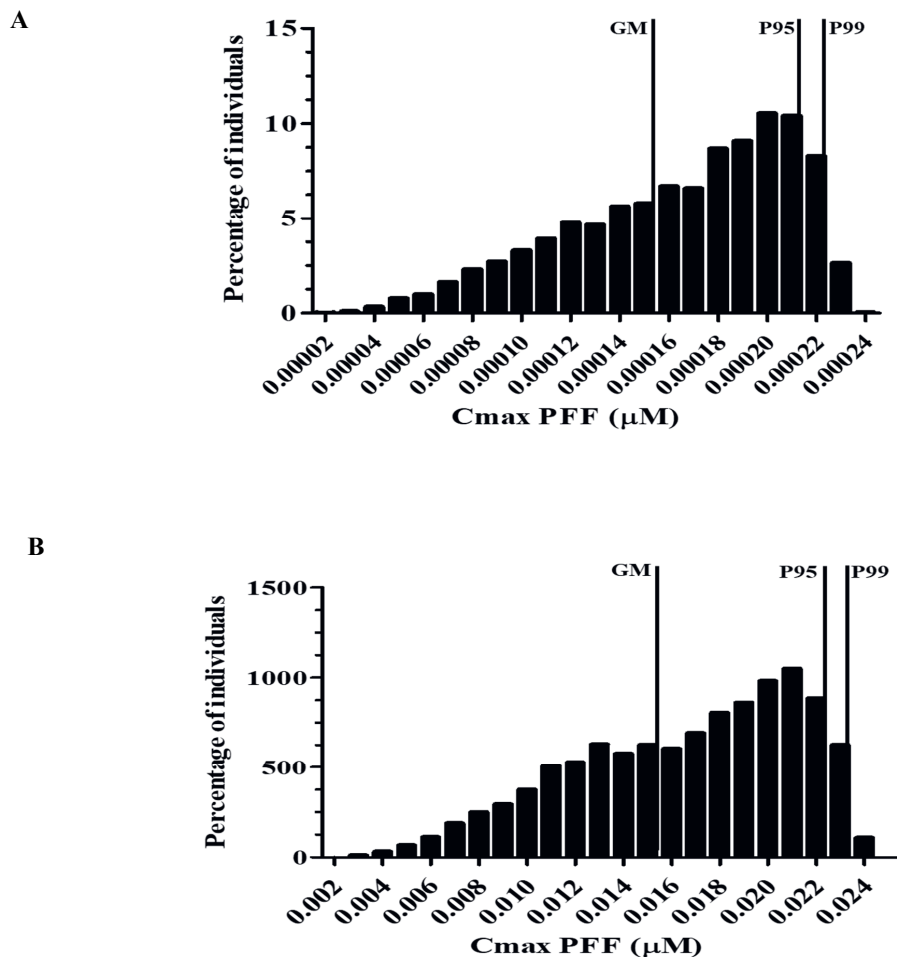 A
GM
P95
P99
15
10
5
0
Percentage of individuals
0.00002
0.00004
0.00006
0.00008
0.00010
0.00012
0.00014
0.00016
0.00018
0.00020
0.00022
0.00024
Cmax PFF (μM)
B
GM
P95
P99
1500
1000
500
0
Percentage of individuals
0.002
0.004
0.006
0.008
0.010
0.012
0.014
0.016
0.018
0.020
0.022
0.024
Cmax PFF (μM)